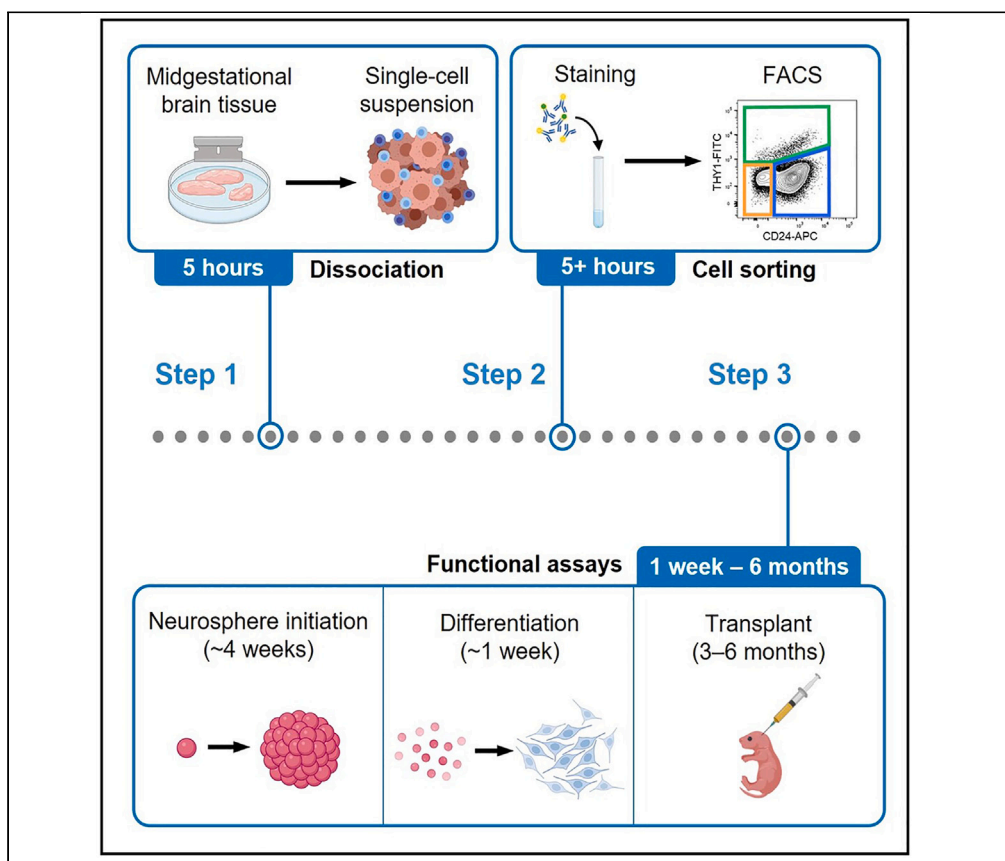 Midgestational
brain tissue
Single-cell
suspension
5 hours
Dissociation
Staining
FACS
THY1-FITC
CD24-APC
5+ hours
Cell sorting
Step 1
Step 2
Step 3
Functional assays
1 week – 6 months
Neurosphere initiation
(~4 weeks)
Differentiation
(~1 week)
Transplant
(3–6 months)